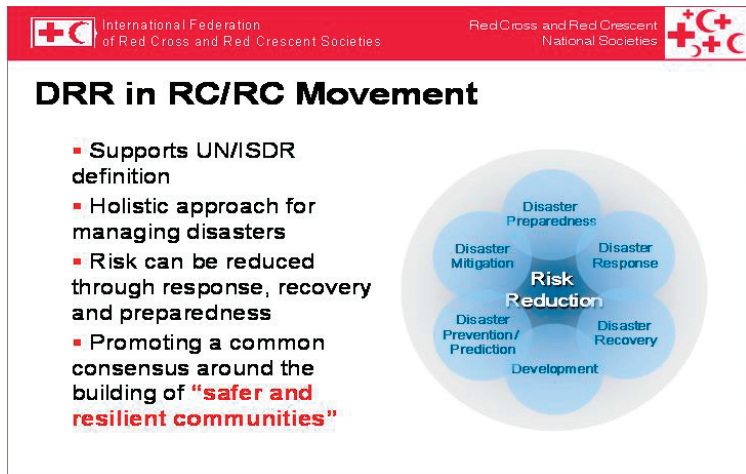 International Federation
of Red Cross and Red Crescent Societies
Red Cross and Red Crescent
National Societies
DRR in RC/RC Movement
▪ Supports UN/ISDR
definition
▪ Holistic approach for
managing disasters
▪ Risk can be reduced
through response, recovery
and preparedness
▪ Promoting a common
consensus around the
building of “safer and
resilient communities”
Disaster
Preparedness
Disaster
Mitigation
Disaster
Response
Risk
Reduction
Disaster
Prevention/
Prediction
Disaster
Recovery
Development